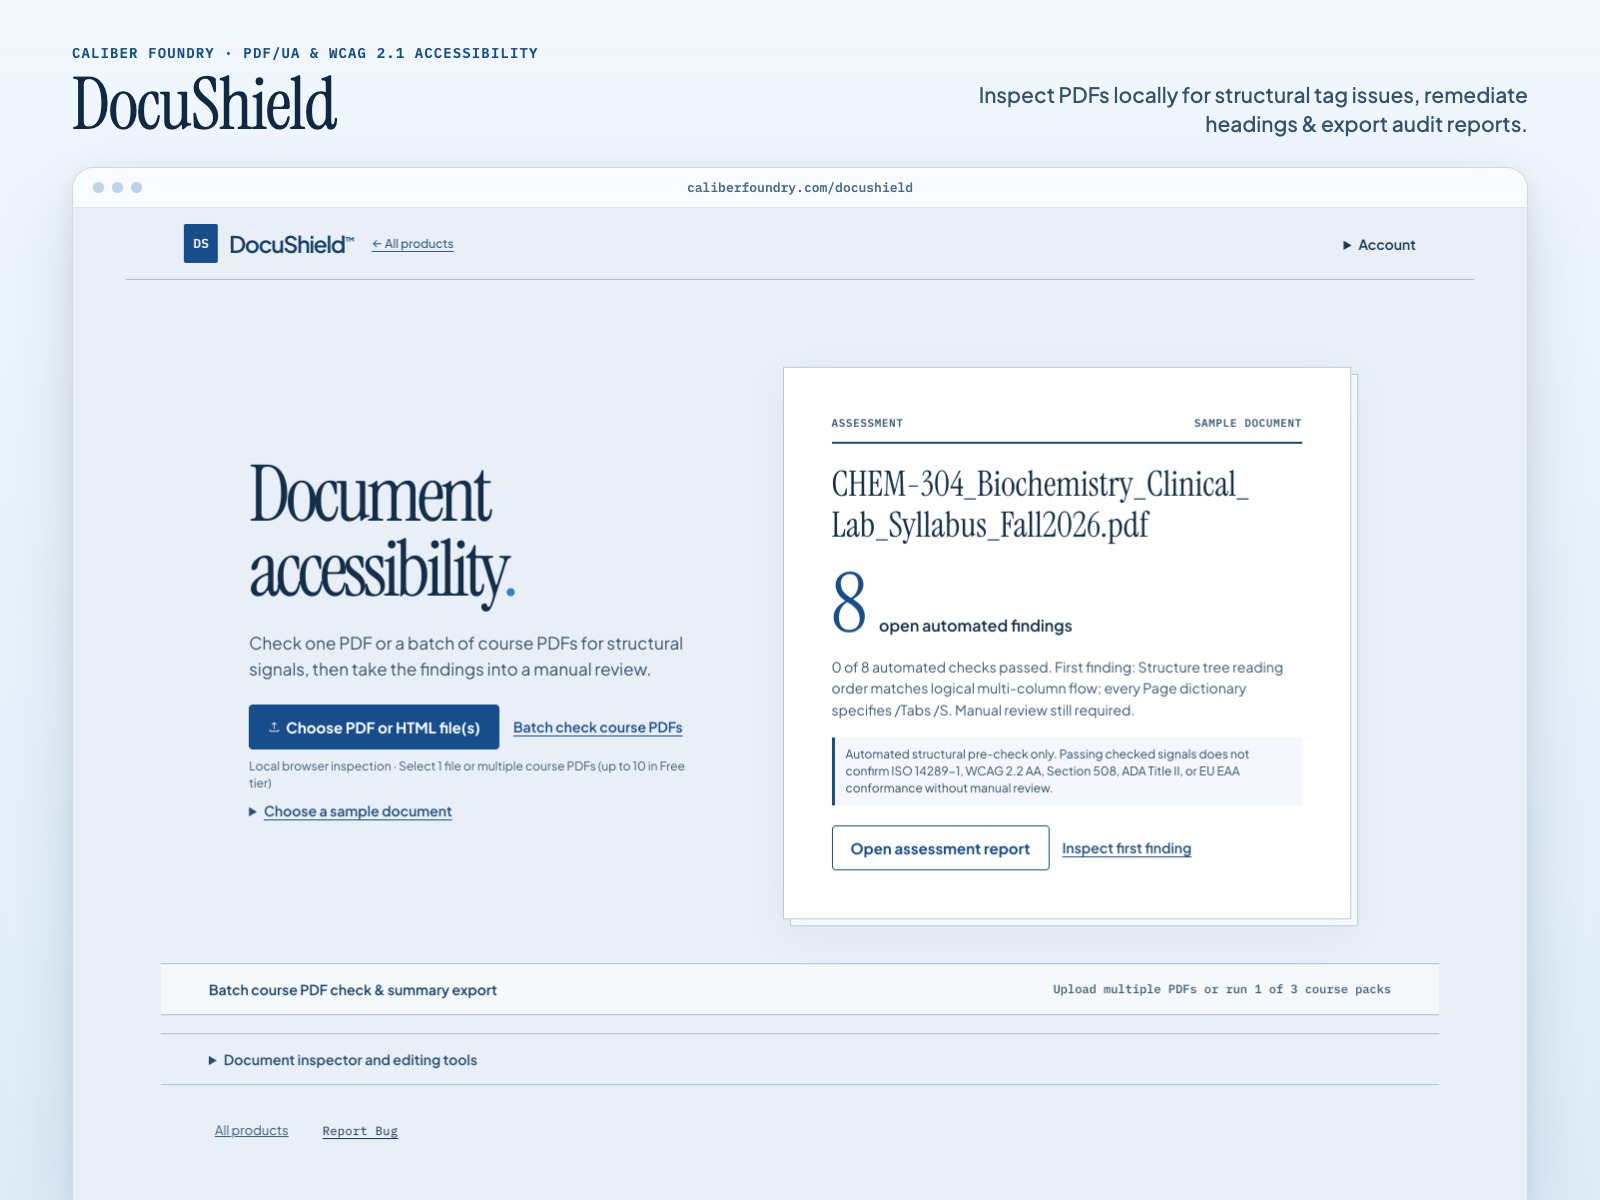 CALIBER FOUNDRY · PDF/UA & WCAG 2.1 ACCESSIBILITY
DocuShield
Inspect PDFs locally for structural tag issues, remediate
headings & export audit reports.
caliberfoundry.com/docushield
DS
DocuShield™
← All products
▶ Account
Document
accessibility.
Check one PDF or a batch of course PDFs for structural
signals, then take the findings into a manual review.
Choose PDF or HTML file(s)
Batch check course PDFs
Local browser inspection · Select 1 file or multiple course PDFs (up to 10 in Free
tier)
▶ Choose a sample document
ASSESSMENT
SAMPLE DOCUMENT
CHEM-304_Biochemistry_Clinical_
Lab_Syllabus_Fall2026.pdf
8 open automated findings
0 of 8 automated checks passed. First finding: Structure tree reading
order matches logical multi-column flow; every Page dictionary
specifies /Tabs /S. Manual review still required.
Automated structural pre-check only. Passing checked signals does not
confirm ISO 14289-1, WCAG 2.2 AA, Section 508, ADA Title II, or EU EAA
conformance without manual review.
Open assessment report
Inspect first finding
Batch course PDF check & summary export
Upload multiple PDFs or run 1 of 3 course packs
▶ Document inspector and editing tools
All products
Report Bug